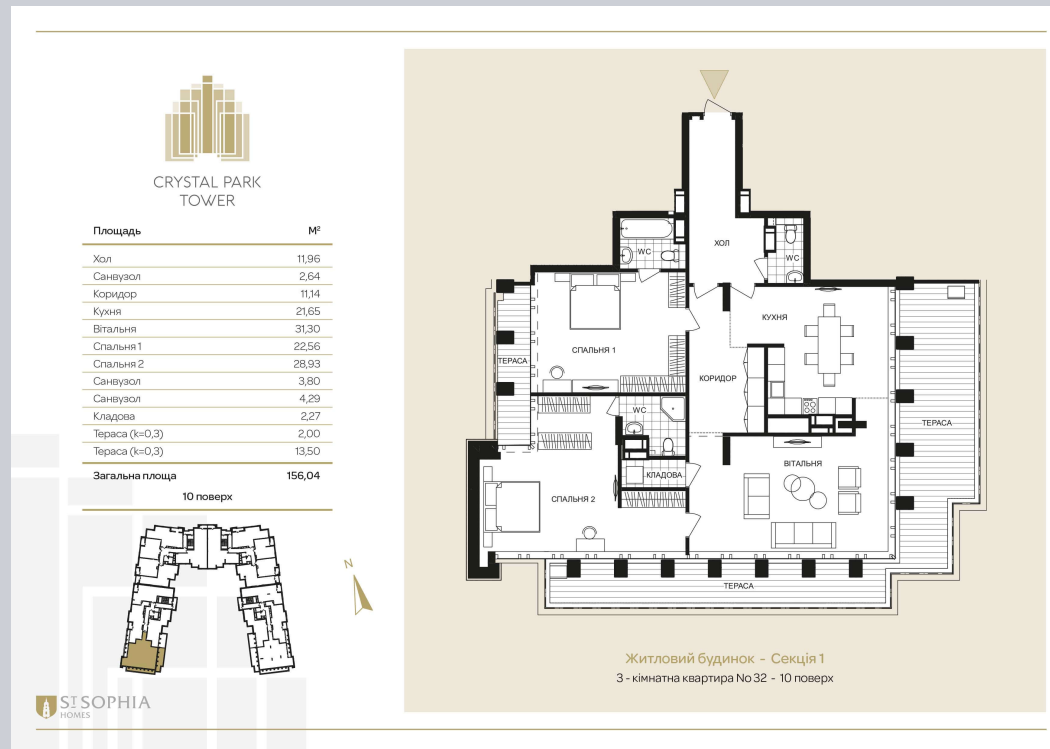 CRYSTAL PARK
TOWER
Площадь М²
Хол 11,96
Санвузол 2,64
Коридор 11,14
Кухня 21,65
Вітальня 31,30
Спальня 1 22,56
Спальня 2 28,93
Санвузол 3,80
Санвузол 4,29
Кладова 2,27
Тераса (k=0,3) 2,00
Тераса (k=0,3) 13,50
Загальна площа 156,04
10 поверх
N
ST SOPHIA
HOMES
ХОЛ
WC
WC
КУХНЯ
СПАЛЬНЯ 1
ТЕРАСА
КОРИДОР
WC
ТЕРАСА
ВІТАЛЬНЯ
КЛАДОВА
СПАЛЬНЯ 2
ТЕРАСА
Житловий будинок - Секція 1
3 - кімнатна квартира No 32 - 10 поверх